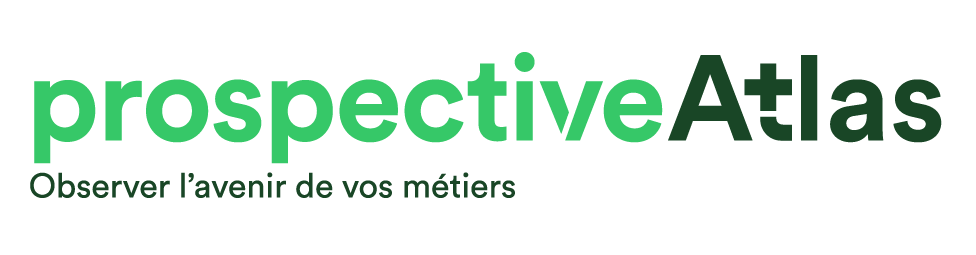 prospectiveAtlas
Observer l’avenir de vos métiers